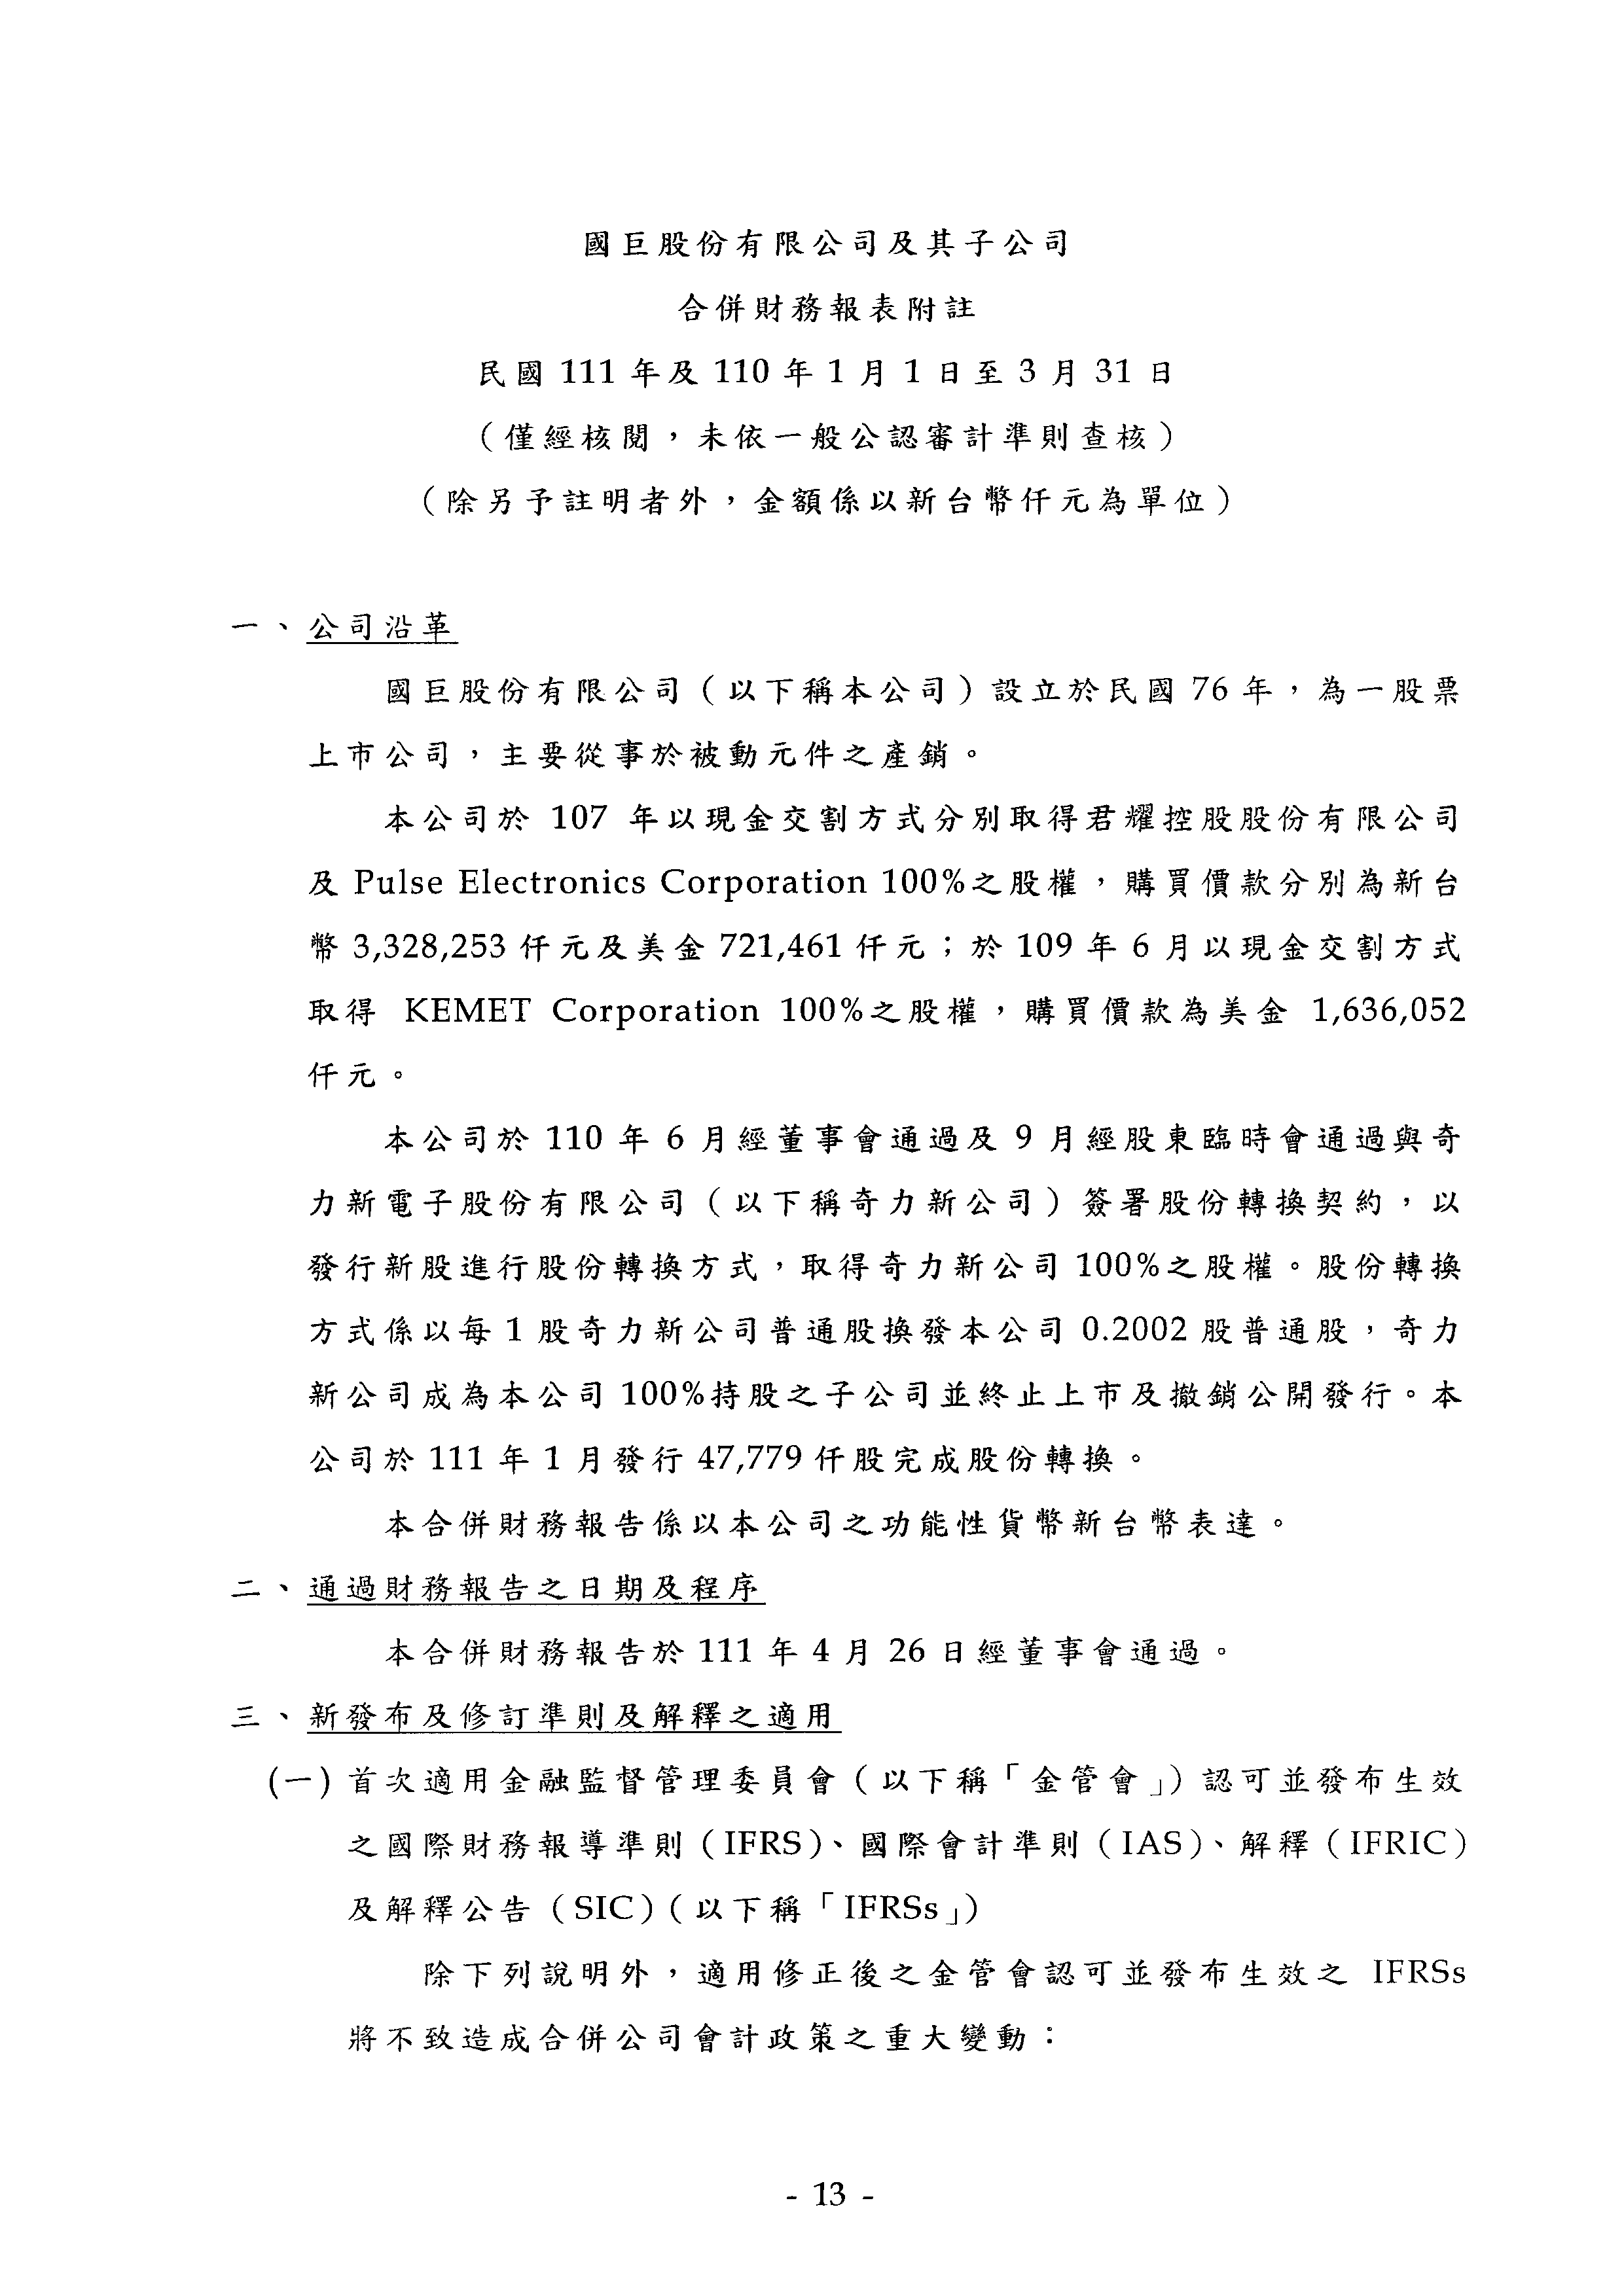 國巨股份有限公司及其子公司
合併財務報表附註
民國 111 年及 110 年 1 月 1 日至 3 月 31 日
（僅經核閱，未依一般公認審計準則查核）
（除另予註明者外，金額係以新台幣仟元為單位）
一、公司沿革
國巨股份有限公司（以下稱本公司）設立於民國 76 年，為一股票
上市公司，主要從事於被動元件之產銷。
本公司於 107 年以現金交割方式分別取得君耀控股股份有限公司
及 Pulse Electronics Corporation 100%之股權，購買價款分別為新台
幣 3,328,253 仟元及美金 721,461 仟元；於 109 年 6 月以現金交割方式
取得 KEMET Corporation 100%之股權，購買價款為美金 1,636,052
仟元。
本公司於 110 年 6 月經董事會通過及 9 月經股東臨時會通過與奇
力新電子股份有限公司（以下稱奇力新公司）簽署股份轉換契約，以
發行新股進行股份轉換方式，取得奇力新公司 100%之股權。股份轉換
方式係以每 1 股奇力新公司普通股換發本公司 0.2002 股普通股，奇力
新公司成為本公司 100%持股之子公司並終止上市及撤銷公開發行。本
公司於 111 年 1 月發行 47,779 仟股完成股份轉換。
本合併財務報告係以本公司之功能性貨幣新台幣表達。
二、通過財務報告之日期及程序
本合併財務報告於 111 年 4 月 26 日經董事會通過。
三、新發布及修訂準則及解釋之適用
(一) 首次適用金融監督管理委員會（以下稱「金管會」）認可並發布生效
之國際財務報導準則（IFRS）、國際會計準則（IAS）、解釋（IFRIC）
及解釋公告（SIC）（以下稱「IFRSs」）
除下列說明外，適用修正後之金管會認可並發布生效之 IFRSs
將不致造成合併公司會計政策之重大變動：
- 13 -